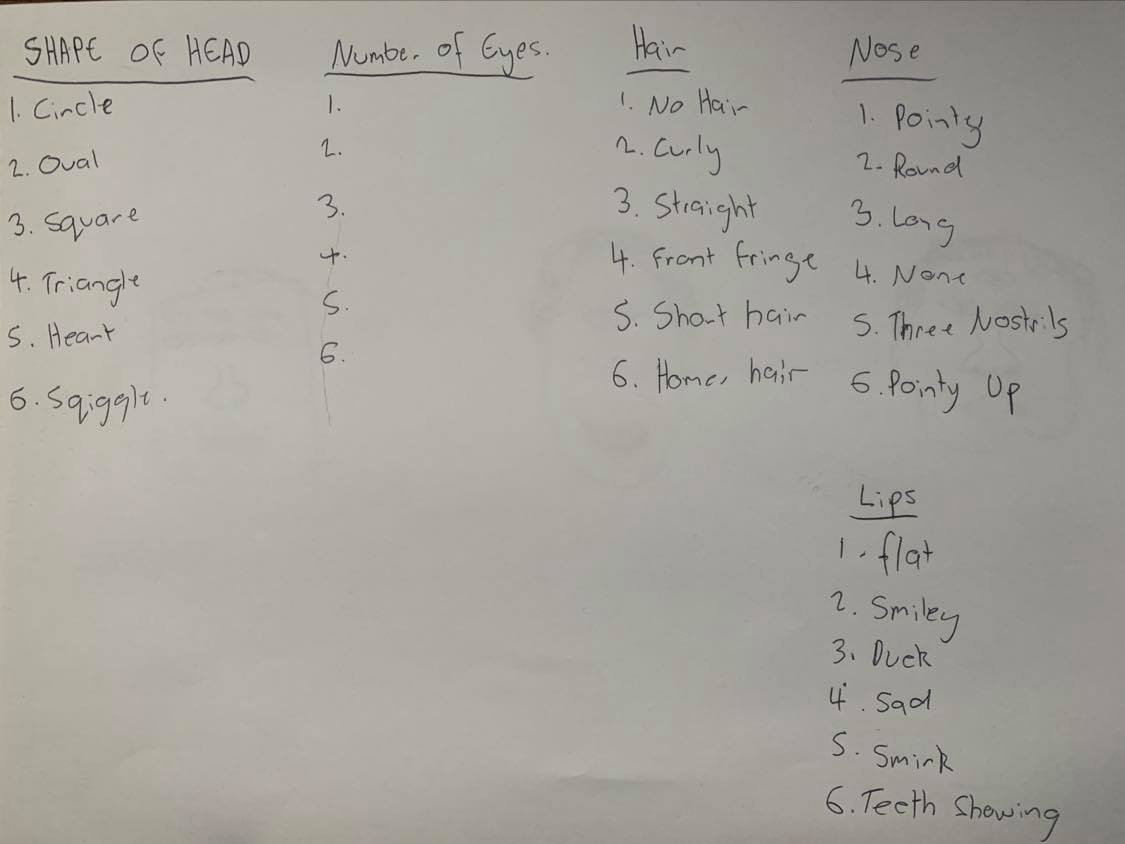 SHAPE OF HEAD
1. Circle
2. Oval
3. Square
4. Triangle
5. Heart
6. Sqiggle.
Number of Eyes.
1.
2.
3.
4.
5.
6.
Hair
1. No Hair
2. Curly
3. Straight
4. Front fringe
5. Short hair
6. Homer hair
Nose
1. Pointy
2. Round
3. Long
4. None
5. Three Nostrils
6. Pointy Up
Lips
1. flat
2. Smiley
3. Duck
4. Sad
5. Smirk
6. Teeth Showing